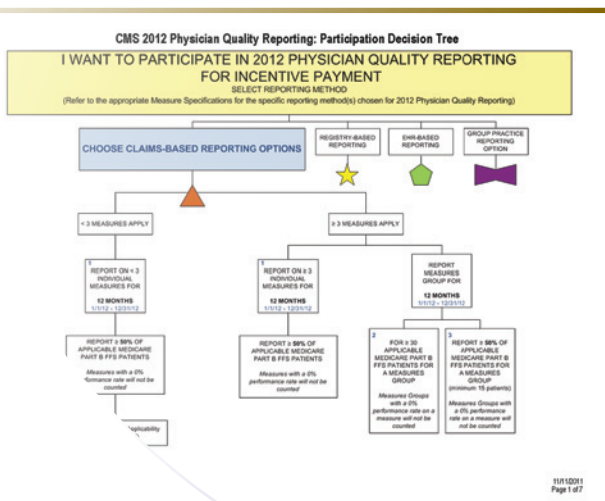 CMS 2012 Physician Quality Reporting: Participation Decision Tree
I WANT TO PARTICIPATE IN 2012 PHYSICIAN QUALITY REPORTING
FOR INCENTIVE PAYMENT
SELECT REPORTING METHOD
(Refer to the appropriate Measure Specifications for the specific reporting method(s) chosen for 2012 Physician Quality Reporting)
CHOOSE CLAIMS-BASED REPORTING OPTIONS
REGISTRY-BASED
REPORTING
EHR-BASED
REPORTING
GROUP PRACTICE
REPORTING
OPTION
< 3 MEASURES APPLY
≥ 3 MEASURES APPLY
1
REPORT ON < 3
INDIVIDUAL
MEASURES FOR
12 MONTHS
1/1/12 - 12/31/12
1
REPORT ON ≥ 3
INDIVIDUAL
MEASURES FOR
12 MONTHS
1/1/12 - 12/31/12
REPORT
MEASURES
GROUP FOR
12 MONTHS
1/1/12 - 12/31/12
REPORT ≥ 50% OF
APPLICABLE MEDICARE
PART B FFS PATIENTS
Measures with a 0%
performance rate will not be
counted
REPORT ≥ 50% OF
APPLICABLE MEDICARE
PART B FFS PATIENTS
Measures with a 0%
performance rate will not be
counted
2
FOR ≥ 30
APPLICABLE
MEDICARE PART B
FFS PATIENTS FOR
A MEASURES
GROUP
Measures Groups
with a 0%
performance rate on a
measure will not be
counted
3
REPORT ≥ 50% OF
APPLICABLE
MEDICARE PART B
FFS PATIENTS FOR
A MEASURES
GROUP
(minimum 15 patients)
Measures Groups with
a 0% performance
rate on a measure will
not be counted
11/11/2011
Page 1 of 7